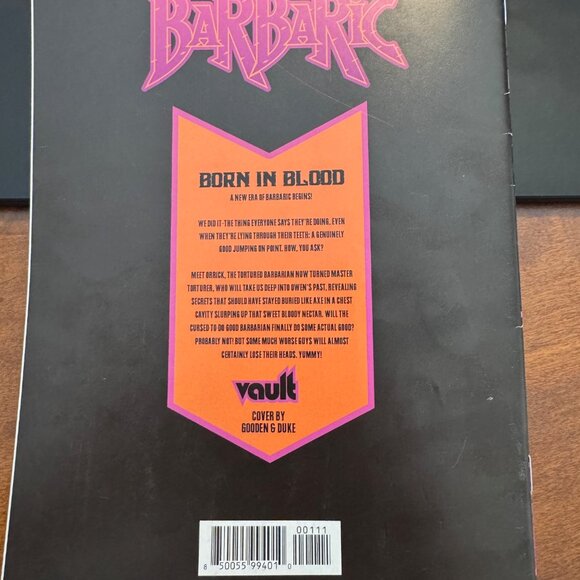 BARBARIC
BORN IN BLOOD
A NEW ERA OF BARBARIC BEGINS!
WE DID IT-THE THING EVERYONE SAYS THEY'RE DOING, EVEN
WHEN THEY'RE LYING THROUGH THEIR TEETH: A GENUINELY
GOOD JUMPING ON POINT. HOW, YOU ASK?
MEET ORRICK, THE TORTURED BARBARIAN NOW TURNED MASTER
TORTURER, WHO WILL TAKE US DEEP INTO OWEN'S PAST, REVEALING
SECRETS THAT SHOULD HAVE STAYED BURIED LIKE AXE IN A CHEST
CAVITY SLURPING UP THAT SWEET BLOODY NECTAR. WILL THE
CURSED TO DO GOOD BARBARIAN FINALLY DO SOME ACTUAL GOOD?
PROBABLY NOT! BUT SOME MUCH WORSE GUYS WILL ALMOST
CERTAINLY LOSE THEIR HEADS. YUMMY!
vault
COVER BY
GOODEN & DUKE
00111
8 50055 99401 0